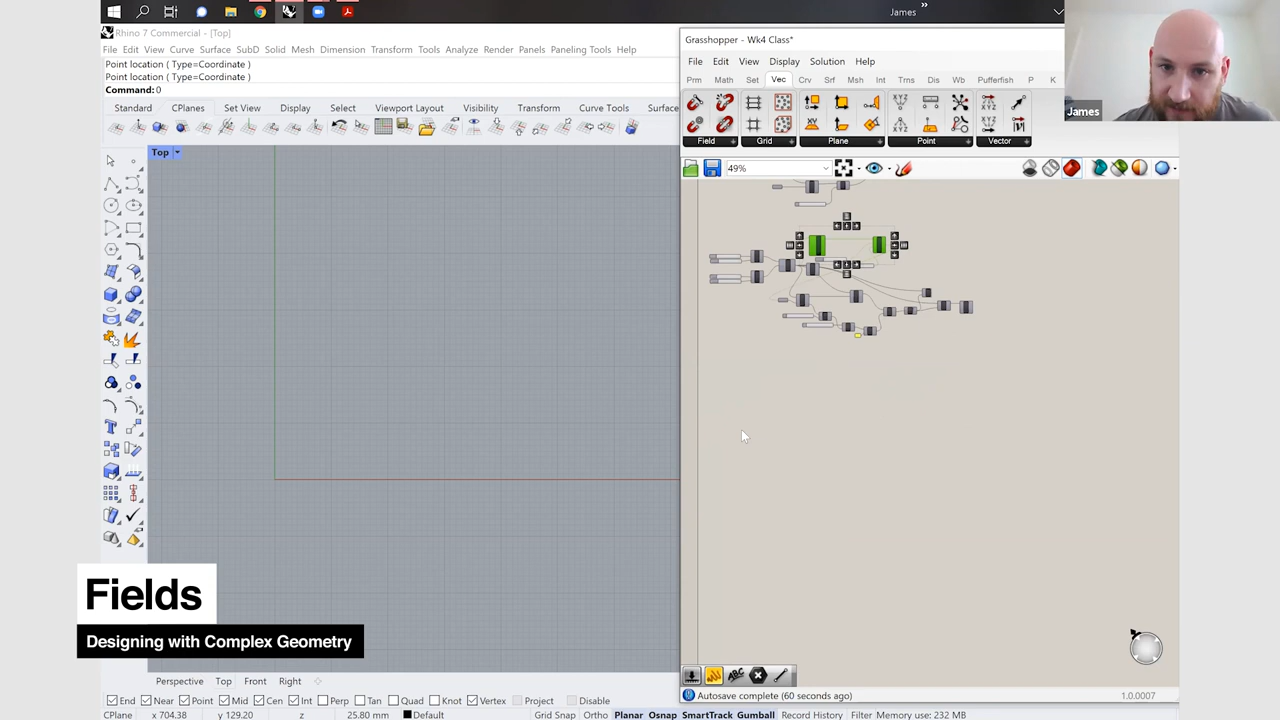 James
Rhino 7 Commercial - [Top]
File Edit View Curve Surface SubD Solid Mesh Dimension Transform Tools Analyze Render Panels Paneling Tools Help
Point location ( Type=Coordinate )
Point location ( Type=Coordinate )
Command: 0
Standard CPlanes Set View Display Select Viewport Layout Visibility Transform Curve Tools Surface
Top
Grasshopper - Wk4 Class*
File Edit View Display Solution Help
Prm Math Set Vec Crv Srf Msh Int Trns Dis Wb Pufferfish P K
Field Grid Plane Point Vector
49%
James
Fields
Designing with Complex Geometry
Perspective Top Front Right
End Near Point Mid Cen Int Perp Tan Quad Knot Vertex Project Disable
CPlane x 704.38 y 129.20 z 25.80 mm Default Grid Snap Ortho Planar Osnap SmartTrack Gumball Record History Filter Memory use: 232 MB
Autosave complete (60 seconds ago)
1.0.0007